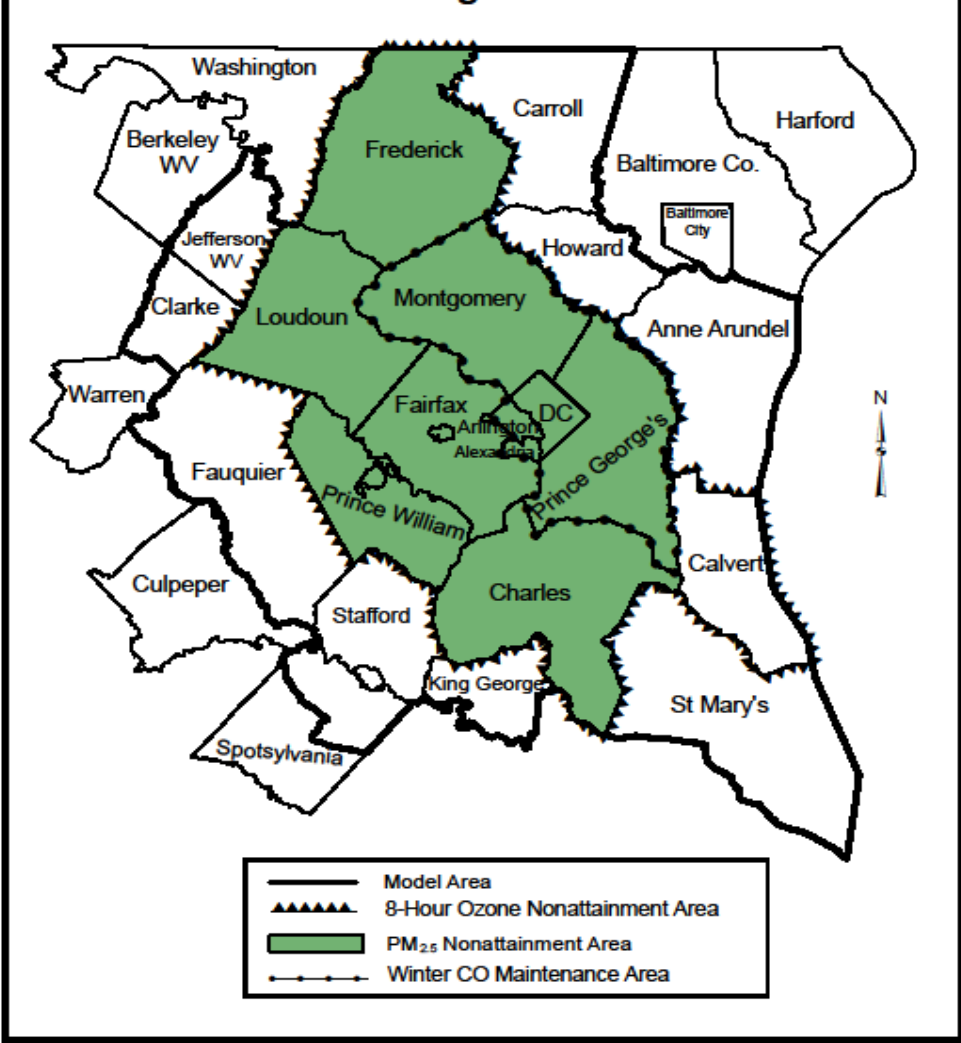 Washington
Carroll
Harford
Berkeley
WV
Frederick
Baltimore Co.
Baltimore
City
Jefferson
WV
Howard
Clarke
Loudoun
Montgomery
Anne Arundel
Warren
Fairfax
DC
Arlington
Alexandria
N
Fauquier
Prince William
Prince George's
Culpeper
Stafford
Charles
Calvert
King George
St Mary's
Spotsylvania
Model Area
8-Hour Ozone Nonattainment Area
PM2.5 Nonattainment Area
Winter CO Maintenance Area